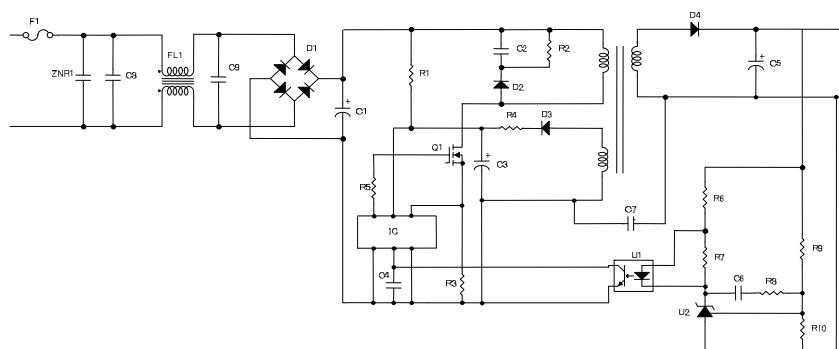 F1
D4
FL1
D1
C2
R2
ZNR1
C8
C9
R1
D2
C5
C1
R4
D3
Q1
C3
R5
R6
C7
IC
U1
R7
R9
C4
R3
C6
R8
U2
R10